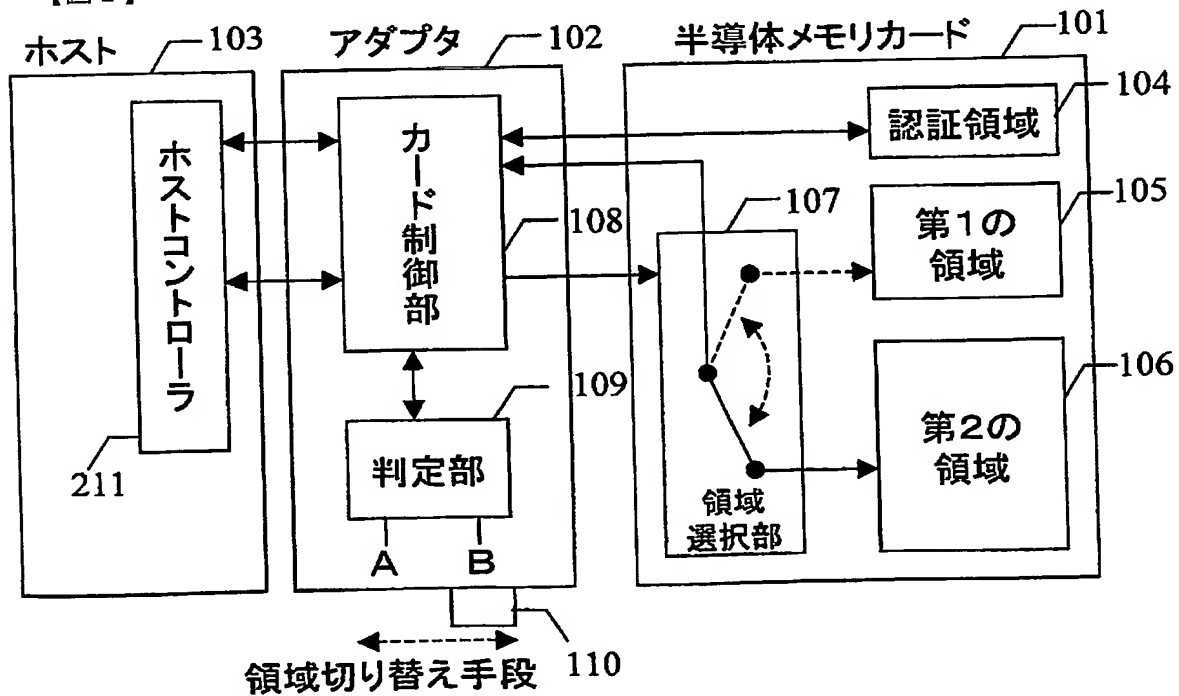 ホスト
103
アダプタ
102
半導体メモリカード
101
ホストコントローラ
211
カード制御部
108
判定部
109
A
B
領域切り替え手段
110
107
領域
選択部
認証領域
104
第1の
領域
105
第2の
領域
106